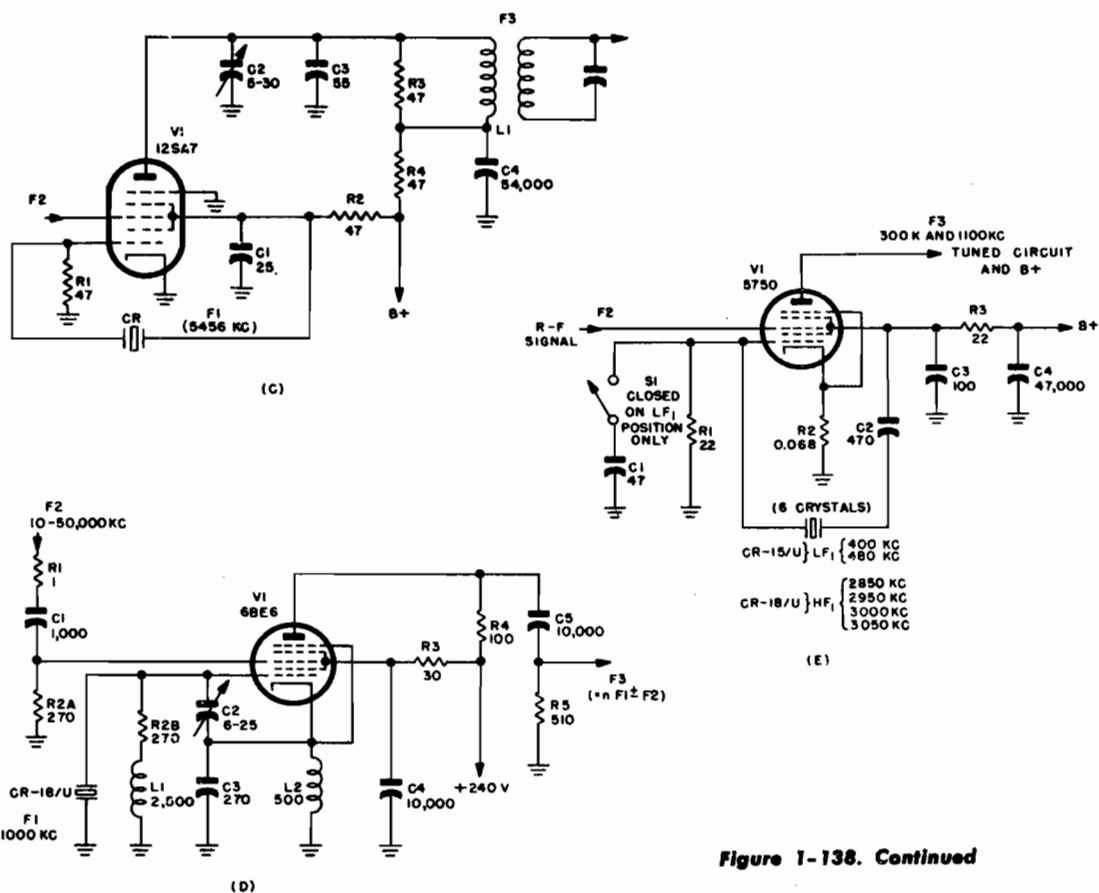 F3
C2
5-30
C3
55
R3
47
L1
V1
12SA7
R4
47
C4
54,000
F2
R2
47
C1
25
R1
47
CR
F1
(5456 KC)
B+
(C)
F3
300 K AND 1100KC
TUNED CIRCUIT
AND B+
V1
5750
F2
R-F
SIGNAL
R3
22
B+
C3
100
C4
47,000
S1
CLOSED
ON LF1
POSITION
ONLY
R1
22
R2
0.068
C2
470
C1
47
(6 CRYSTALS)
CR-15/U } LF1 { 400 KC
480 KC
CR-18/U } HF1 { 2850 KC
2950 KC
3000 KC
3050 KC
(E)
F2
10-50,000KC
R1
1
C1
1,000
V1
6BE6
R4
100
C5
10,000
R3
30
F3
(=n F1 ± F2)
R2A
270
R2B
270
C2
6-25
R5
510
CR-18/U
F1
1000 KC
L1
2,500
C3
270
L2
500
C4
10,000
+240 V
(D)
Figure 1-138. Continued